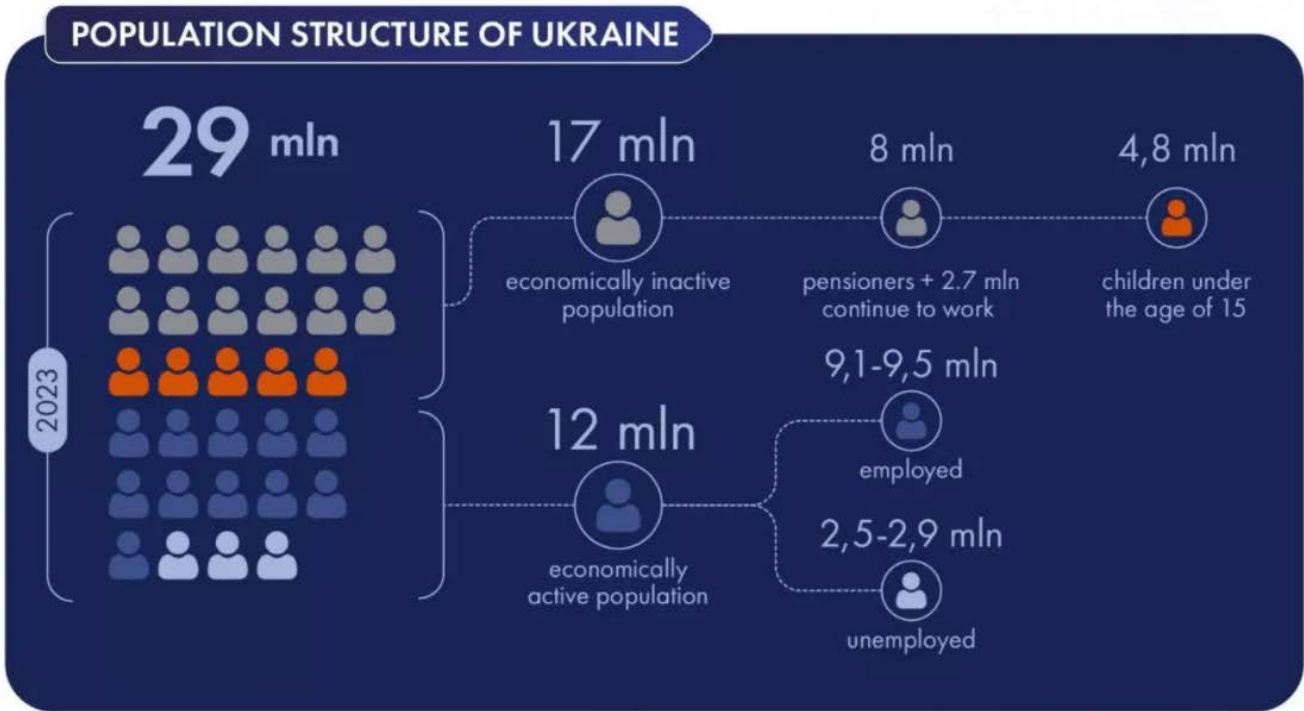 POPULATION STRUCTURE OF UKRAINE
29 mln
2023
17 mln
economically inactive
population
8 mln
pensioners + 2.7 mln
continue to work
4,8 mln
children under
the age of 15
12 mln
economically
active population
9,1-9,5 mln
employed
2,5-2,9 mln
unemployed